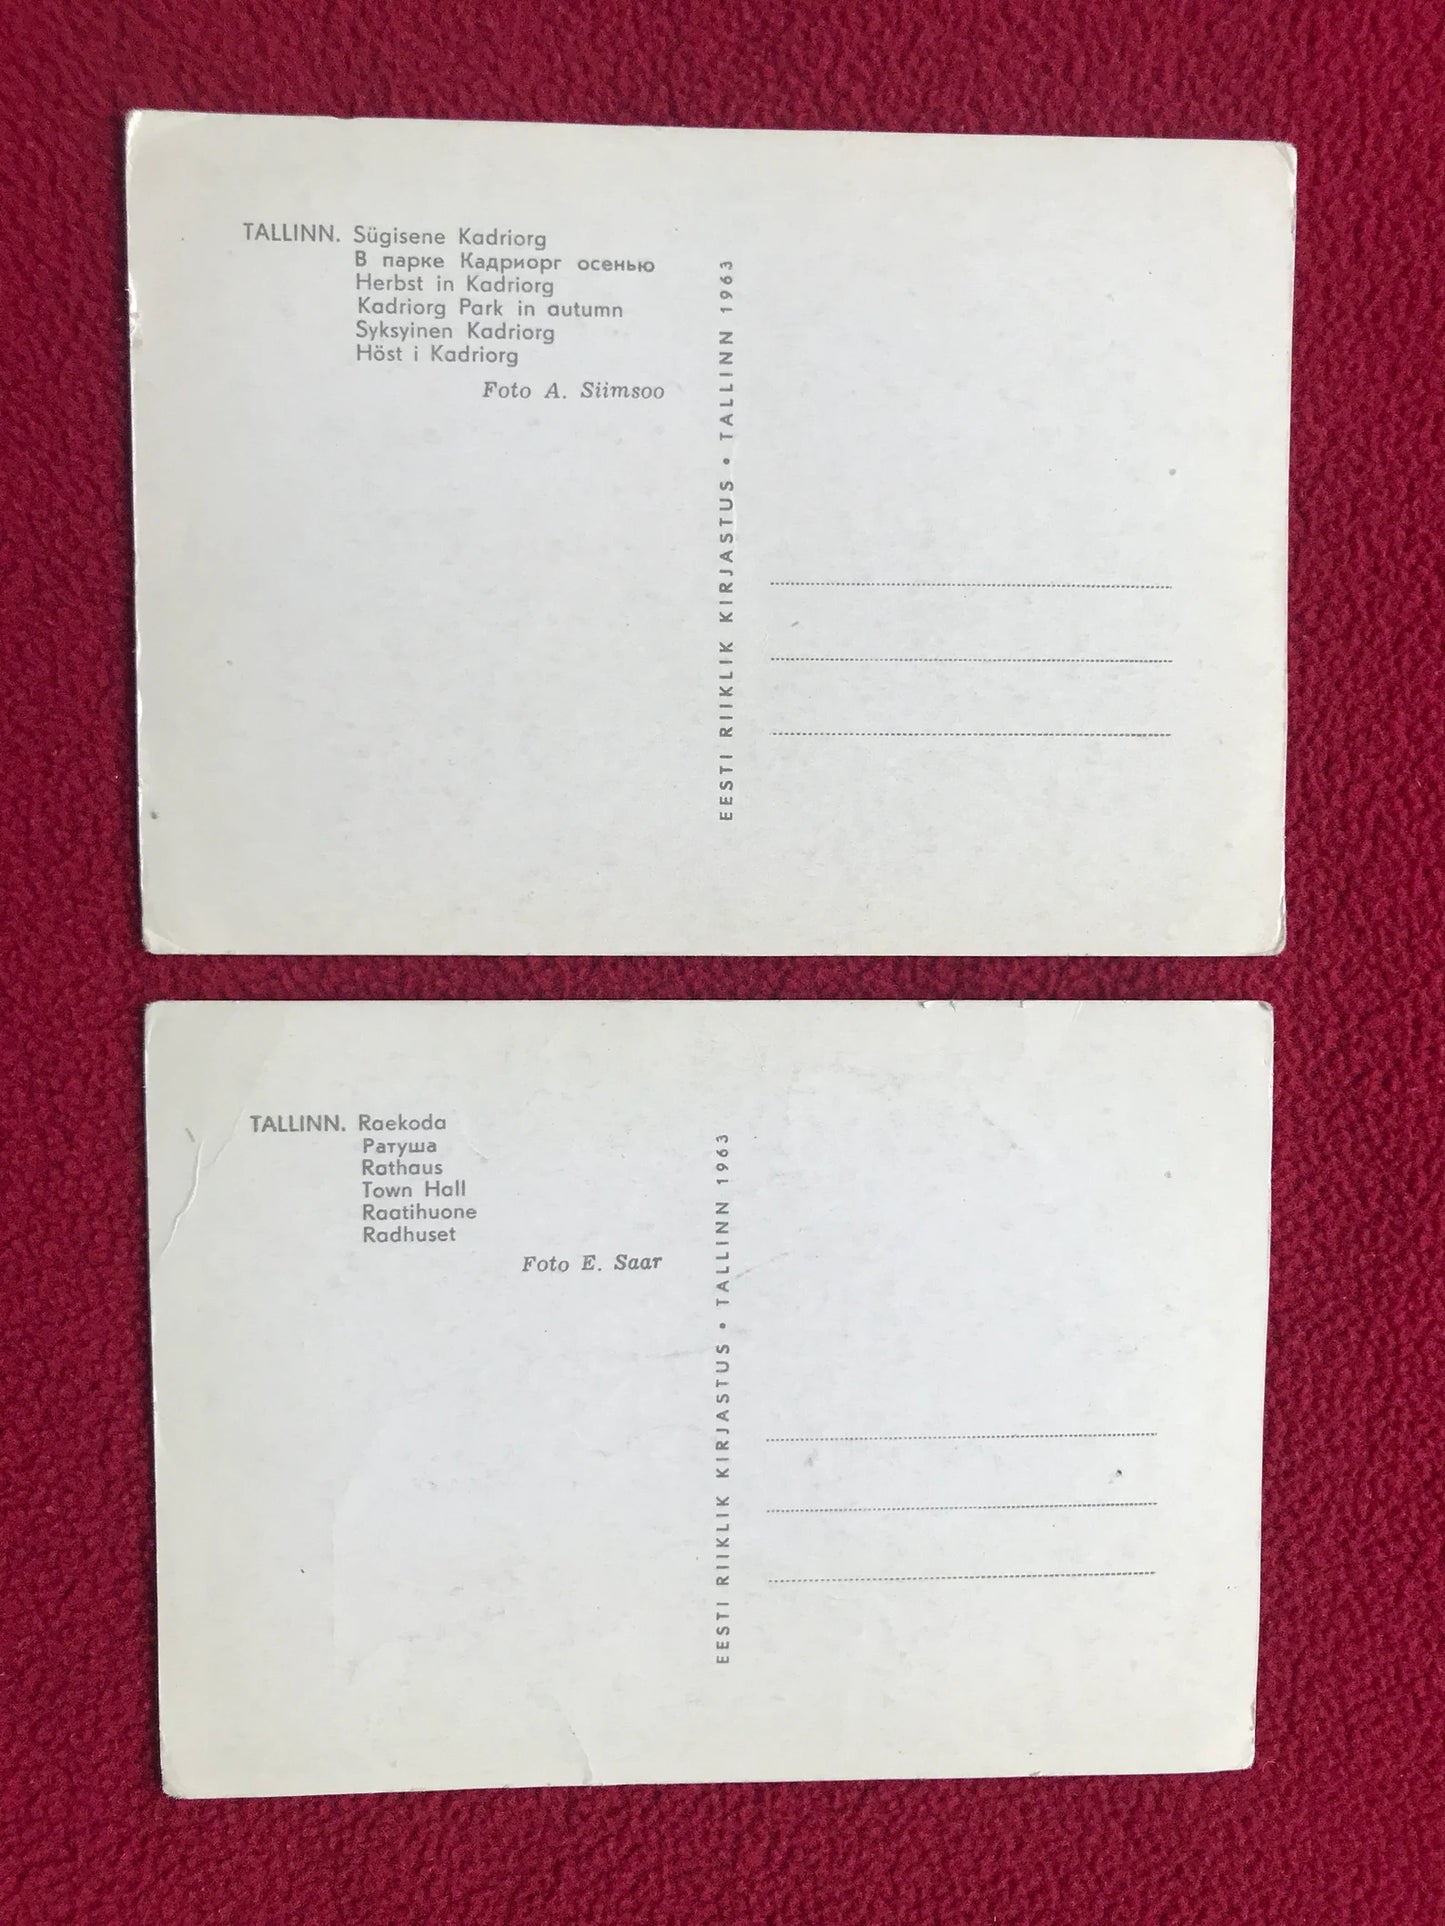 TALLINN. Sügisene Kadriorg
В парке Кадриорг осенью
Herbst in Kadriorg
Kadriorg Park in autumn
Syksyinen Kadriorg
Höst i Kadriorg
Foto A. Siimsoo
EESTI RIIKLIK KIRJASTUS • TALLINN 1963
TALLINN. Raekoda
Ратуша
Rathaus
Town Hall
Raatihuone
Radhuset
Foto E. Saar
EESTI RIIKLIK KIRJASTUS • TALLINN 1963